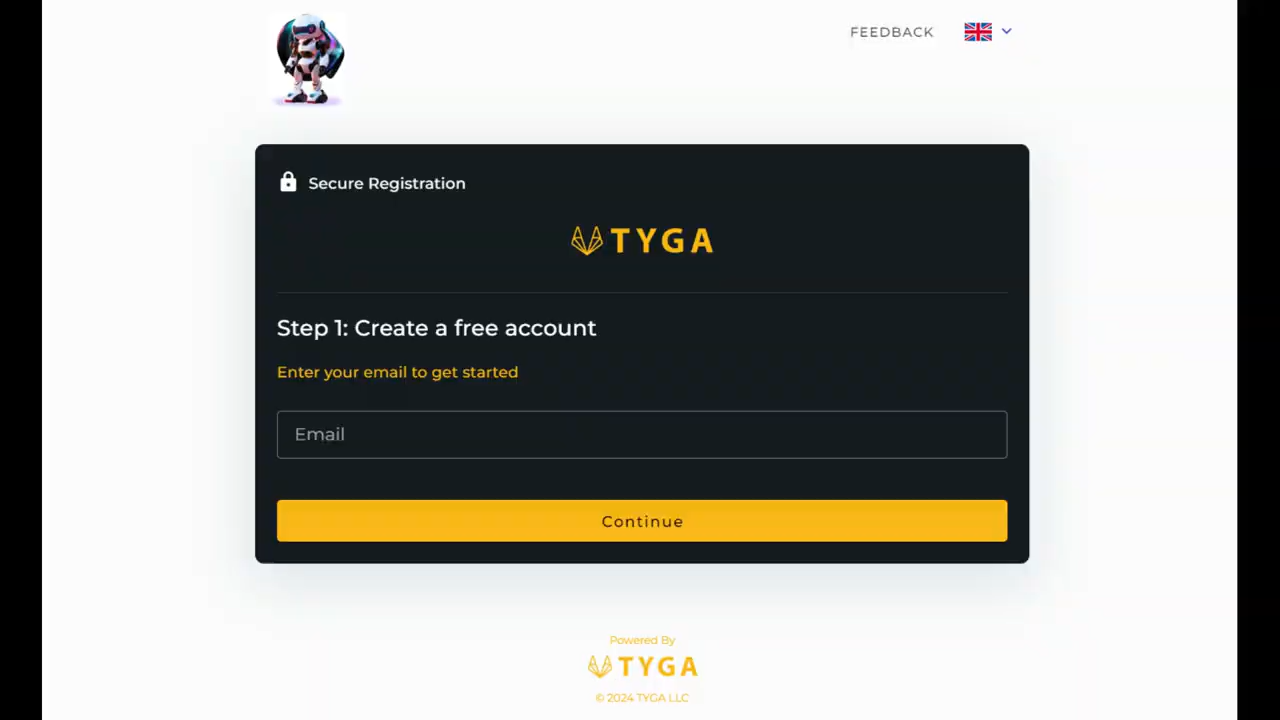 FEEDBACK
Secure Registration
TYGA
Step 1: Create a free account
Enter your email to get started
Email
Continue
Powered By
TYGA
© 2024 TYGA LLC